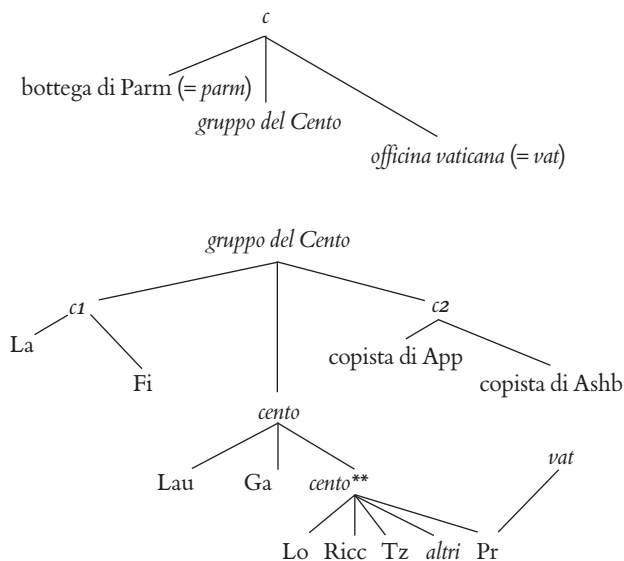 c
bottega di Parm (= parm)
gruppo del Cento
officina vaticana (= vat)
gruppo del Cento
c1 c2
La
Fi
copista di App
copista di Ashb
cento
vat
Lau Ga cento**
Lo Ricc Tz altri Pr